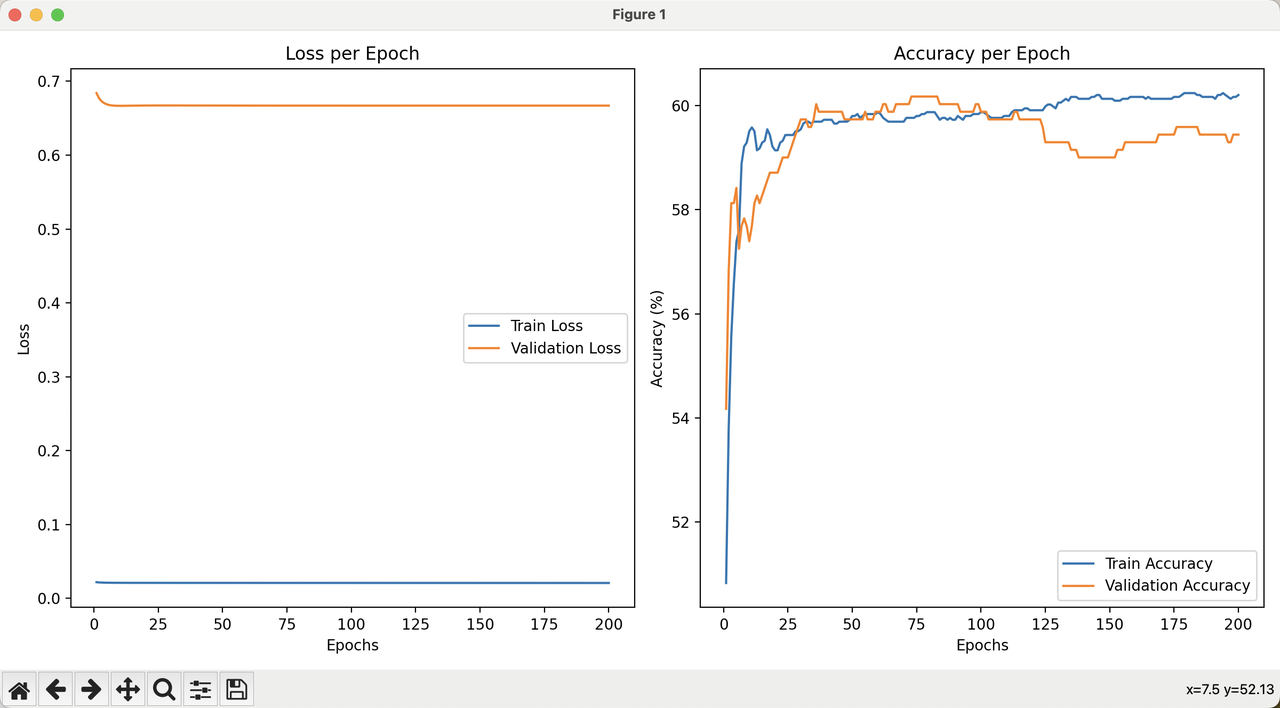 Figure 1
Loss per Epoch
0.7
0.6
0.5
0.4
0.3
0.2
0.1
0.0
Loss
Train Loss
Validation Loss
0 25 50 75 100 125 150 175 200
Epochs
Accuracy per Epoch
60
58
56
54
52
Accuracy (%)
Train Accuracy
Validation Accuracy
0 25 50 75 100 125 150 175 200
Epochs
x=7.5 y=52.13